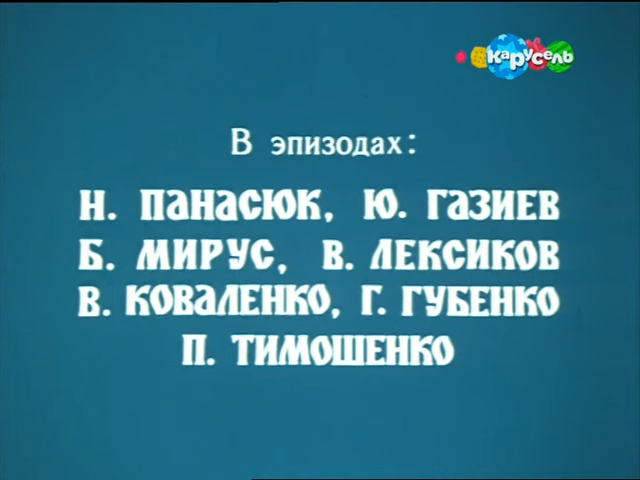 Карусель
В эпизодах:
Н. ПАНАСЮК, Ю. ГАЗИЕВ
Б. МИРУС, В. ЛЕКСИКОВ
В. КОВАЛЕНКО, Г. ГУБЕНКО
П. ТИМОШЕНКО